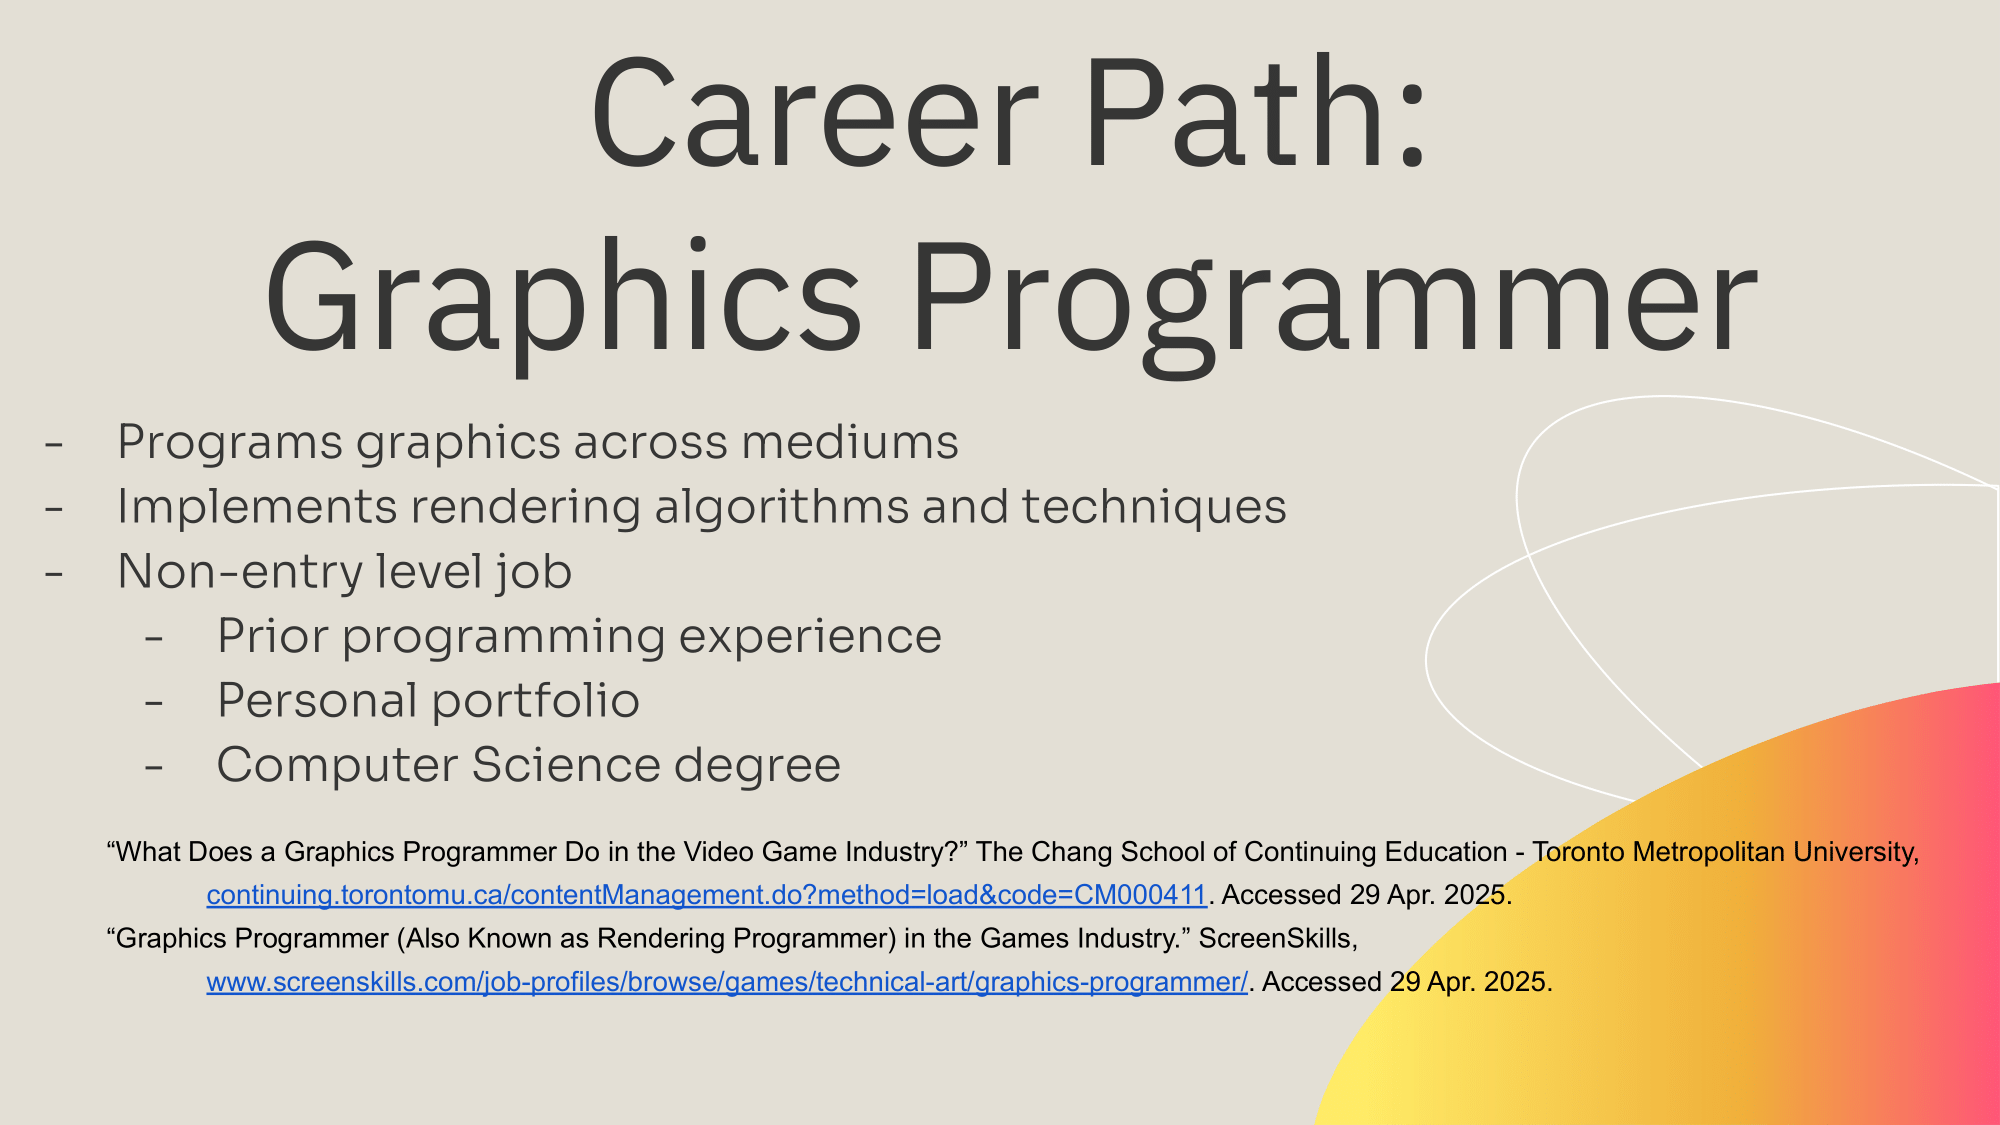 Career Path:
Graphics Programmer
- Programs graphics across mediums
- Implements rendering algorithms and techniques
- Non-entry level job
- Prior programming experience
- Personal portfolio
- Computer Science degree
“What Does a Graphics Programmer Do in the Video Game Industry?” The Chang School of Continuing Education - Toronto Metropolitan University,
continuing.torontomu.ca/contentManagement.do?method=load&code=CM000411. Accessed 29 Apr. 2025.
“Graphics Programmer (Also Known as Rendering Programmer) in the Games Industry.” ScreenSkills,
www.screenskills.com/job-profiles/browse/games/technical-art/graphics-programmer/. Accessed 29 Apr. 2025.